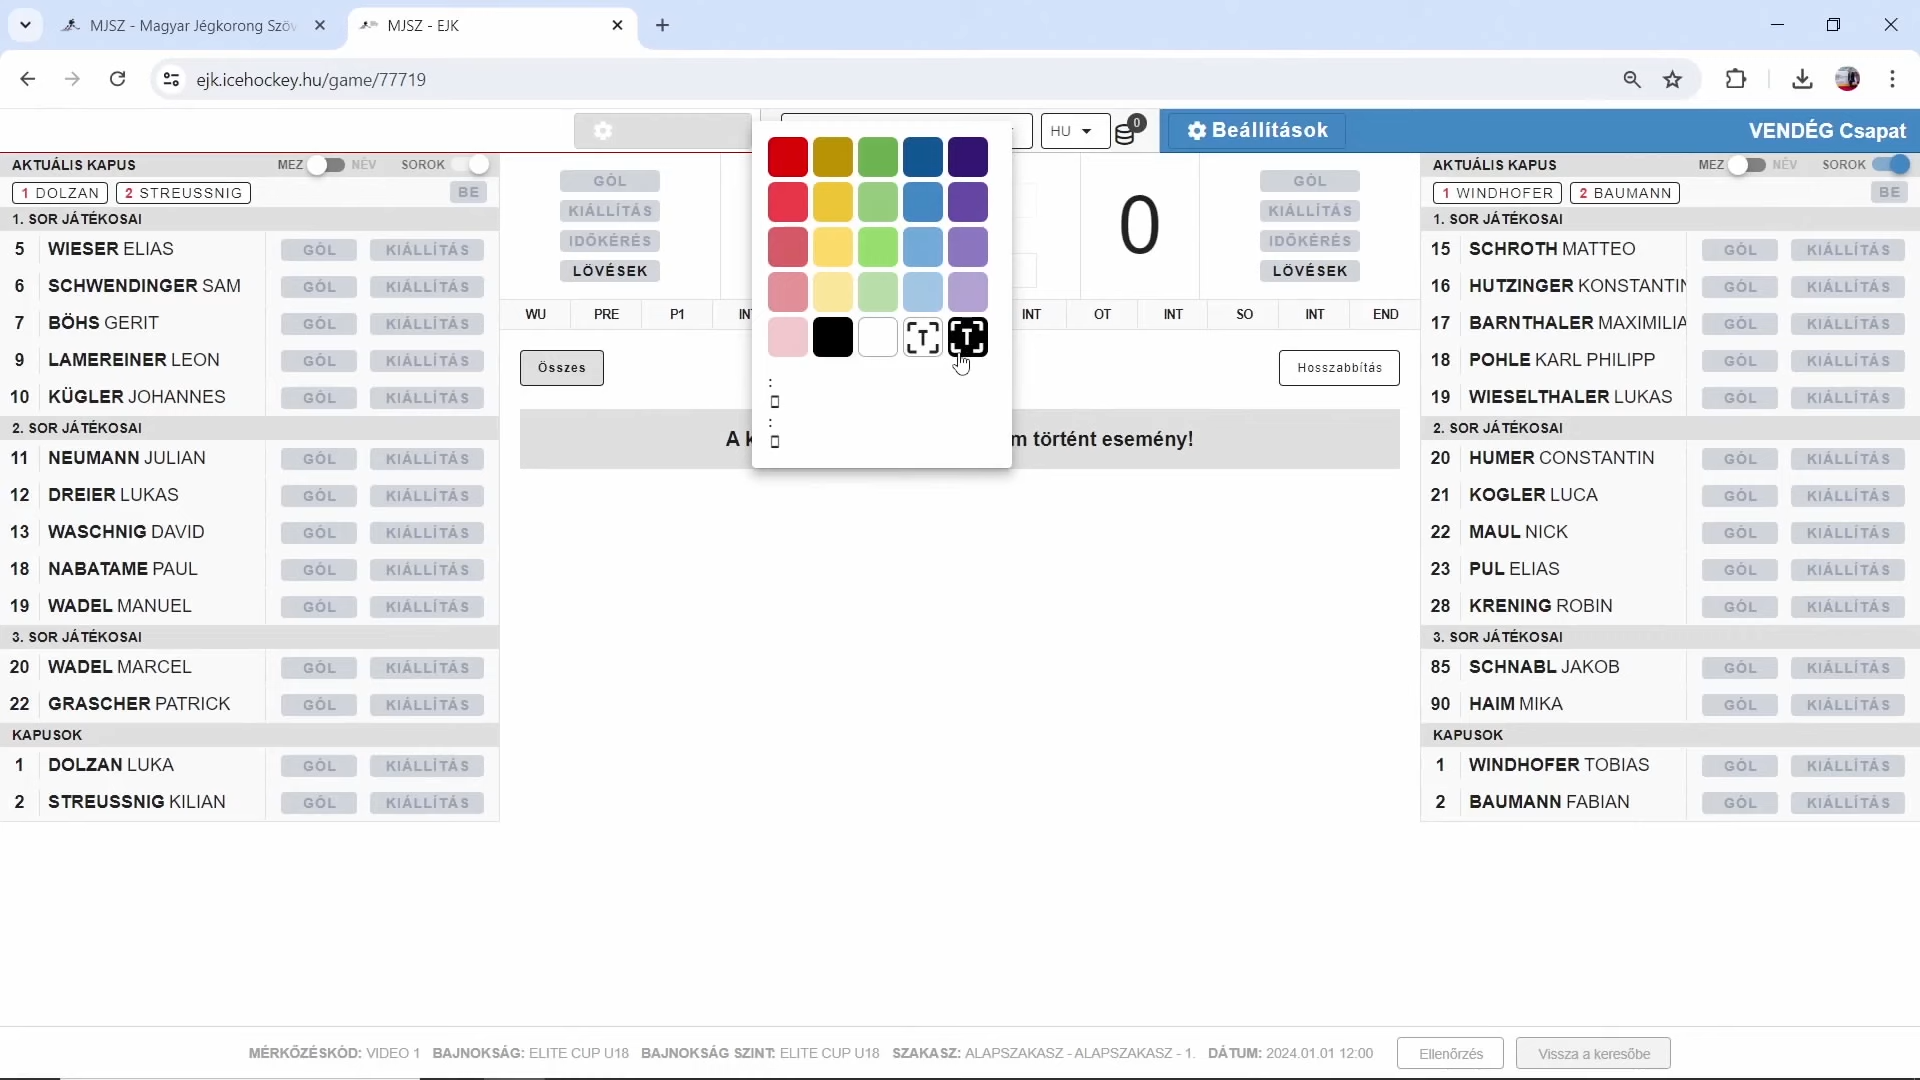 MJSZ - Magyar Jégkorong Szöv
MJSZ - EJK
ejk.icehockey.hu/game/77719
HU
0
Beállítások
VENDÉG Csapat
AKTUÁLIS KAPUS
MEZ
NÉV
SOROK
1 DOLZAN
2 STREUSSNIG
BE
1. SOR JÁTÉKOSAI
5 WIESER ELIAS GÓL KIÁLLÍTÁS
6 SCHWENDINGER SAM GÓL KIÁLLÍTÁS
7 BÖHS GERIT GÓL KIÁLLÍTÁS
9 LAMEREINER LEON GÓL KIÁLLÍTÁS
10 KÜGLER JOHANNES GÓL KIÁLLÍTÁS
2. SOR JÁTÉKOSAI
11 NEUMANN JULIAN GÓL KIÁLLÍTÁS
12 DREIER LUKAS GÓL KIÁLLÍTÁS
13 WASCHNIG DAVID GÓL KIÁLLÍTÁS
18 NABATAME PAUL GÓL KIÁLLÍTÁS
19 WADEL MANUEL GÓL KIÁLLÍTÁS
3. SOR JÁTÉKOSAI
20 WADEL MARCEL GÓL KIÁLLÍTÁS
22 GRASCHER PATRICK GÓL KIÁLLÍTÁS
KAPUSOK
1 DOLZAN LUKA GÓL KIÁLLÍTÁS
2 STREUSSNIG KILIAN GÓL KIÁLLÍTÁS
GÓL
KIÁLLÍTÁS
IDŐKÉRÉS
LÖVÉSEK
T T
:
:
0
GÓL
KIÁLLÍTÁS
IDŐKÉRÉS
LÖVÉSEK
WU PRE P1 IN INT OT INT SO INT END
Összes
Hosszabbítás
A k m történt esemény!
AKTUÁLIS KAPUS
MEZ
NÉV
SOROK
1 WINDHOFER
2 BAUMANN
BE
1. SOR JÁTÉKOSAI
15 SCHROTH MATTEO GÓL KIÁLLÍTÁS
16 HUTZINGER KONSTANTIN GÓL KIÁLLÍTÁS
17 BARNTHALER MAXIMILIA GÓL KIÁLLÍTÁS
18 POHLE KARL PHILIPP GÓL KIÁLLÍTÁS
19 WIESELTHALER LUKAS GÓL KIÁLLÍTÁS
2. SOR JÁTÉKOSAI
20 HUMER CONSTANTIN GÓL KIÁLLÍTÁS
21 KOGLER LUCA GÓL KIÁLLÍTÁS
22 MAUL NICK GÓL KIÁLLÍTÁS
23 PUL ELIAS GÓL KIÁLLÍTÁS
28 KRENING ROBIN GÓL KIÁLLÍTÁS
3. SOR JÁTÉKOSAI
85 SCHNABL JAKOB GÓL KIÁLLÍTÁS
90 HAIM MIKA GÓL KIÁLLÍTÁS
KAPUSOK
1 WINDHOFER TOBIAS GÓL KIÁLLÍTÁS
2 BAUMANN FABIAN GÓL KIÁLLÍTÁS
MÉRKŐZÉSKÓD: VIDEO 1 BAJNOKSÁG: ELITE CUP U18 BAJNOKSÁG SZINT: ELITE CUP U18 SZAKASZ: ALAPSZAKASZ - ALAPSZAKASZ - 1. DÁTUM: 2024.01.01 12:00
Ellenőrzés
Vissza a keresőbe